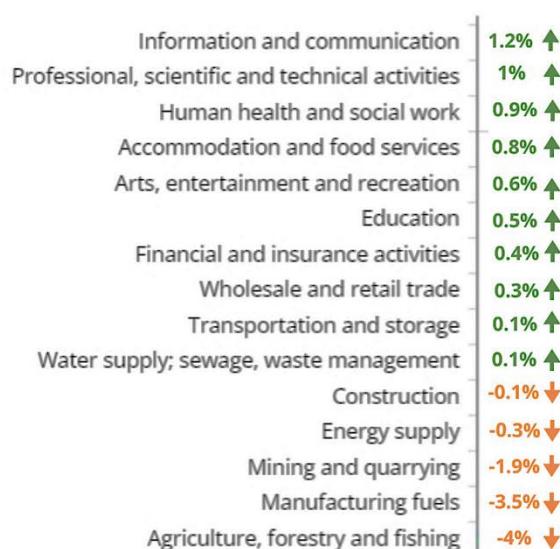 Information and communication 1.2%
Professional, scientific and technical activities 1%
Human health and social work 0.9%
Accommodation and food services 0.8%
Arts, entertainment and recreation 0.6%
Education 0.5%
Financial and insurance activities 0.4%
Wholesale and retail trade 0.3%
Transportation and storage 0.1%
Water supply; sewage, waste management 0.1%
Construction -0.1%
Energy supply -0.3%
Mining and quarrying -1.9%
Manufacturing fuels -3.5%
Agriculture, forestry and fishing -4%